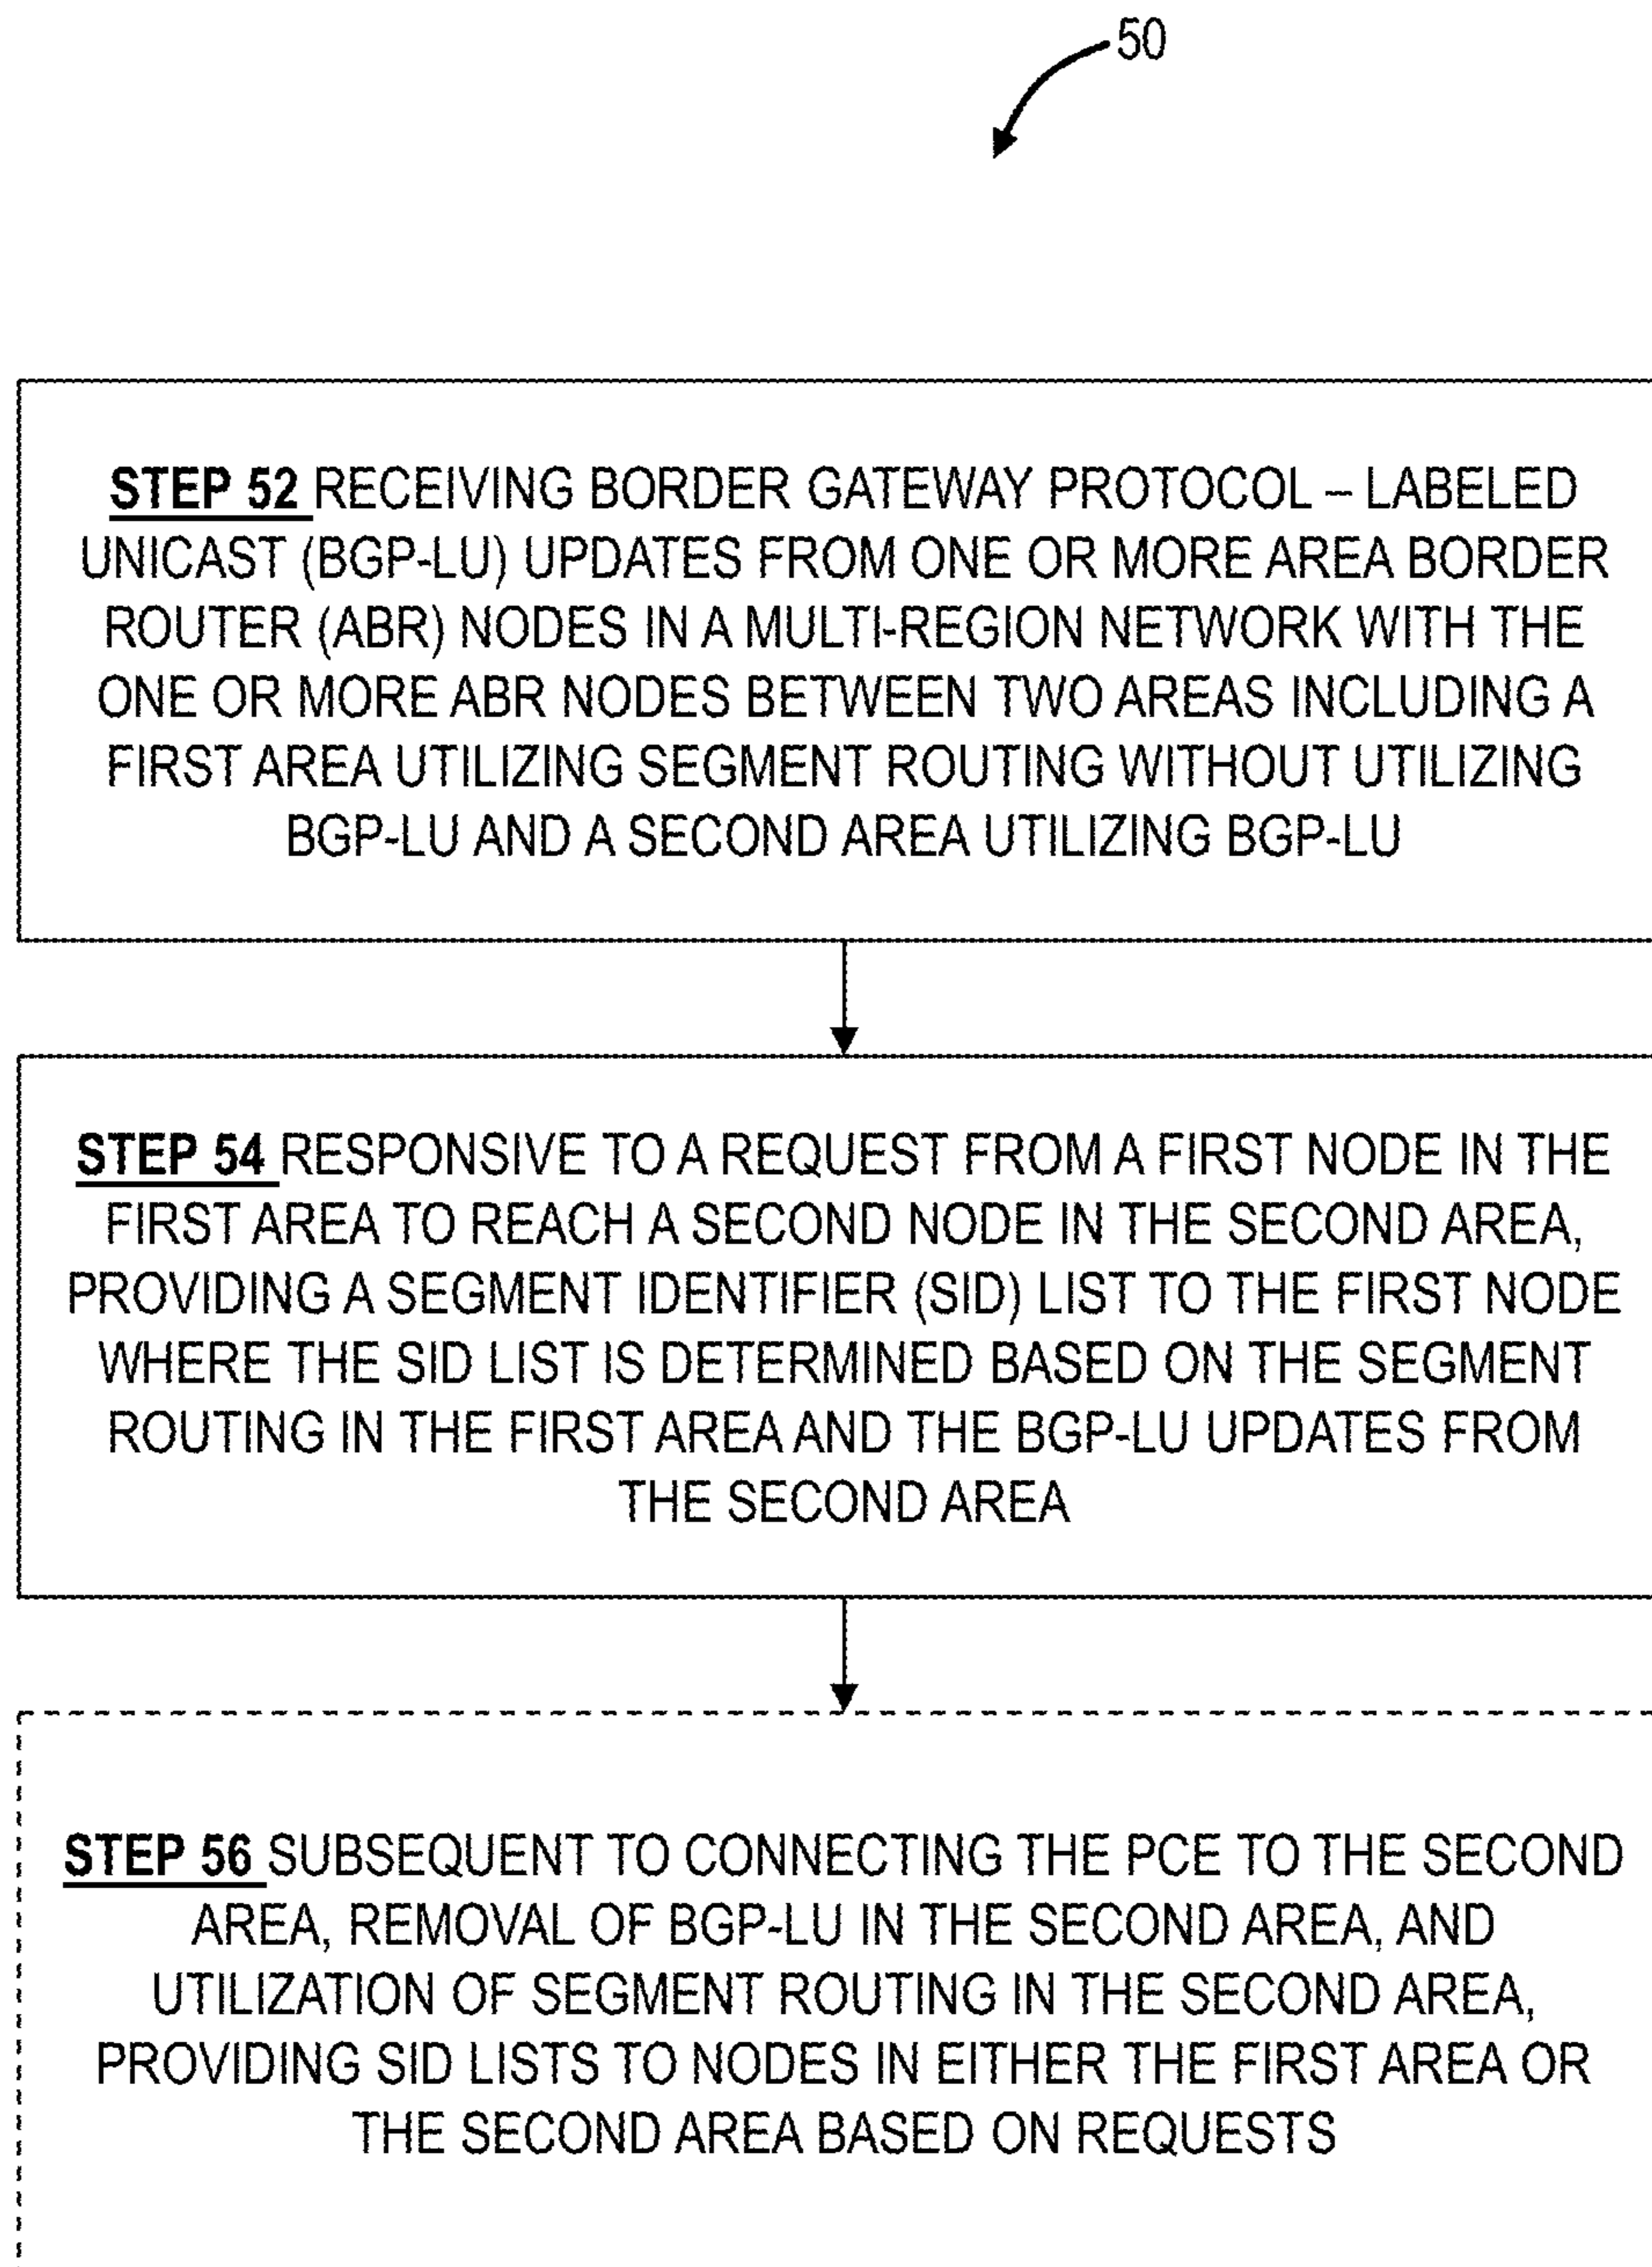 50
STEP 52 RECEIVING BORDER GATEWAY PROTOCOL – LABELED
UNICAST (BGP-LU) UPDATES FROM ONE OR MORE AREA BORDER
ROUTER (ABR) NODES IN A MULTI-REGION NETWORK WITH THE
ONE OR MORE ABR NODES BETWEEN TWO AREAS INCLUDING A
FIRST AREA UTILIZING SEGMENT ROUTING WITHOUT UTILIZING
BGP-LU AND A SECOND AREA UTILIZING BGP-LU
STEP 54 RESPONSIVE TO A REQUEST FROM A FIRST NODE IN THE
FIRST AREA TO REACH A SECOND NODE IN THE SECOND AREA,
PROVIDING A SEGMENT IDENTIFIER (SID) LIST TO THE FIRST NODE
WHERE THE SID LIST IS DETERMINED BASED ON THE SEGMENT
ROUTING IN THE FIRST AREA AND THE BGP-LU UPDATES FROM
THE SECOND AREA
STEP 56 SUBSEQUENT TO CONNECTING THE PCE TO THE SECOND
AREA, REMOVAL OF BGP-LU IN THE SECOND AREA, AND
UTILIZATION OF SEGMENT ROUTING IN THE SECOND AREA,
PROVIDING SID LISTS TO NODES IN EITHER THE FIRST AREA OR
THE SECOND AREA BASED ON REQUESTS